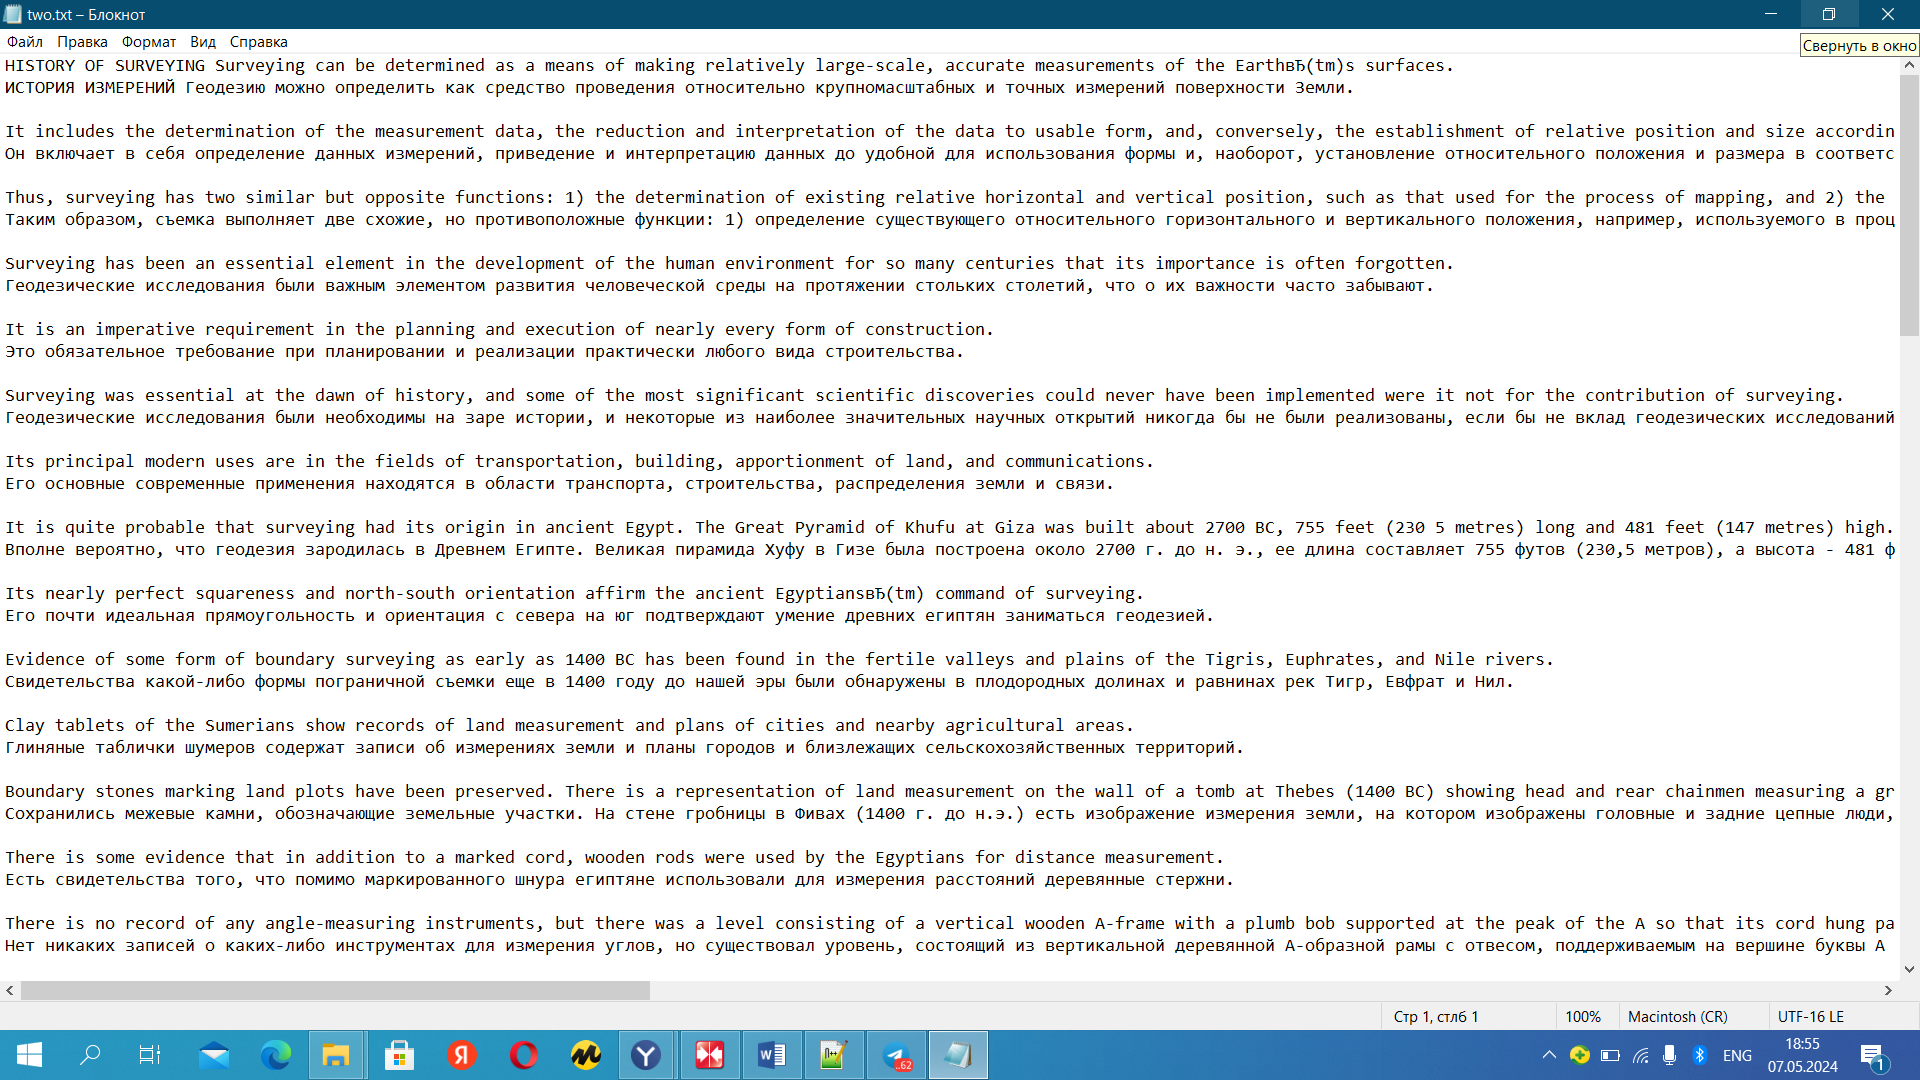 two.txt – Блокнот
Файл Правка Формат Вид Справка
Свернуть в окно
HISTORY OF SURVEYING Surveying can be determined as a means of making relatively large-scale, accurate measurements of the EarthвЂ(tm)s surfaces.
ИСТОРИЯ ИЗМЕРЕНИЙ Геодезию можно определить как средство проведения относительно крупномасштабных и точных измерений поверхности Земли.
It includes the determination of the measurement data, the reduction and interpretation of the data to usable form, and, conversely, the establishment of relative position and size accordin
Он включает в себя определение данных измерений, приведение и интерпретацию данных до удобной для использования формы и, наоборот, установление относительного положения и размера в соответс
Thus, surveying has two similar but opposite functions: 1) the determination of existing relative horizontal and vertical position, such as that used for the process of mapping, and 2) the
Таким образом, съемка выполняет две схожие, но противоположные функции: 1) определение существующего относительного горизонтального и вертикального положения, например, используемого в проц
Surveying has been an essential element in the development of the human environment for so many centuries that its importance is often forgotten.
Геодезические исследования были важным элементом развития человеческой среды на протяжении стольких столетий, что о их важности часто забывают.
It is an imperative requirement in the planning and execution of nearly every form of construction.
Это обязательное требование при планировании и реализации практически любого вида строительства.
Surveying was essential at the dawn of history, and some of the most significant scientific discoveries could never have been implemented were it not for the contribution of surveying.
Геодезические исследования были необходимы на заре истории, и некоторые из наиболее значительных научных открытий никогда бы не были реализованы, если бы не вклад геодезических исследований
Its principal modern uses are in the fields of transportation, building, apportionment of land, and communications.
Его основные современные применения находятся в области транспорта, строительства, распределения земли и связи.
It is quite probable that surveying had its origin in ancient Egypt. The Great Pyramid of Khufu at Giza was built about 2700 BC, 755 feet (230 5 metres) long and 481 feet (147 metres) high.
Вполне вероятно, что геодезия зародилась в Древнем Египте. Великая пирамида Хуфу в Гизе была построена около 2700 г. до н. э., ее длина составляет 755 футов (230,5 метров), а высота - 481 ф
Its nearly perfect squareness and north-south orientation affirm the ancient EgyptiansвЂ(tm) command of surveying.
Его почти идеальная прямоугольность и ориентация с севера на юг подтверждают умение древних египтян заниматься геодезией.
Evidence of some form of boundary surveying as early as 1400 BC has been found in the fertile valleys and plains of the Tigris, Euphrates, and Nile rivers.
Свидетельства какой-либо формы пограничной съемки еще в 1400 году до нашей эры были обнаружены в плодородных долинах и равнинах рек Тигр, Евфрат и Нил.
Clay tablets of the Sumerians show records of land measurement and plans of cities and nearby agricultural areas.
Глиняные таблички шумеров содержат записи об измерениях земли и планы городов и близлежащих сельскохозяйственных территорий.
Boundary stones marking land plots have been preserved. There is a representation of land measurement on the wall of a tomb at Thebes (1400 BC) showing head and rear chainmen measuring a gr
Сохранились межевые камни, обозначающие земельные участки. На стене гробницы в Фивах (1400 г. до н.э.) есть изображение измерения земли, на котором изображены головные и задние цепные люди,
There is some evidence that in addition to a marked cord, wooden rods were used by the Egyptians for distance measurement.
Есть свидетельства того, что помимо маркированного шнура египтяне использовали для измерения расстояний деревянные стержни.
There is no record of any angle-measuring instruments, but there was a level consisting of a vertical wooden A-frame with a plumb bob supported at the peak of the A so that its cord hung pa
Нет никаких записей о каких-либо инструментах для измерения углов, но существовал уровень, состоящий из вертикальной деревянной А-образной рамы с отвесом, поддерживаемым на вершине буквы А
Стр 1, стлб 1 100% Macintosh (CR) UTF-16 LE
ENG 18:55
07.05.2024
1
..62